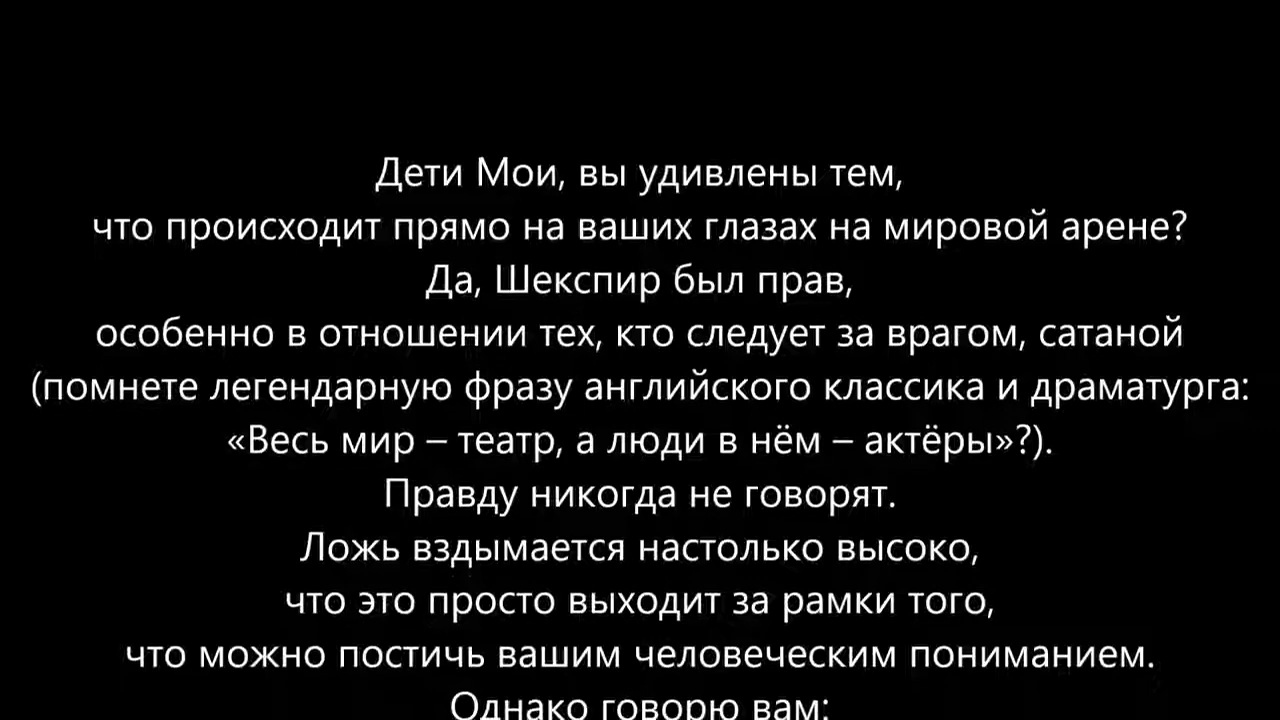 Дети Мои, вы удивлены тем,
что происходит прямо на ваших глазах на мировой арене?
Да, Шекспир был прав,
особенно в отношении тех, кто следует за врагом, сатаной
(помнете легендарную фразу английского классика и драматурга:
«Весь мир – театр, а люди в нём – актёры»?).
Правду никогда не говорят.
Ложь вздымается настолько высоко,
что это просто выходит за рамки того,
что можно постичь вашим человеческим пониманием.
Однако говорю вам: